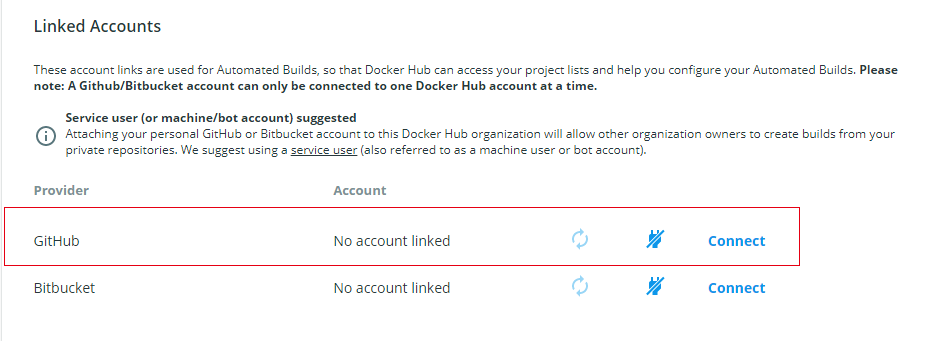 Linked Accounts
These account links are used for Automated Builds, so that Docker Hub can access your project lists and help you configure your Automated Builds. Please
note: A Github/Bitbucket account can only be connected to one Docker Hub account at a time.
Service user (or machine/bot account) suggested
Attaching your personal GitHub or Bitbucket account to this Docker Hub organization will allow other organization owners to create builds from your
private repositories. We suggest using a service user (also referred to as a machine user or bot account).
Provider Account
GitHub No account linked Connect
Bitbucket No account linked Connect